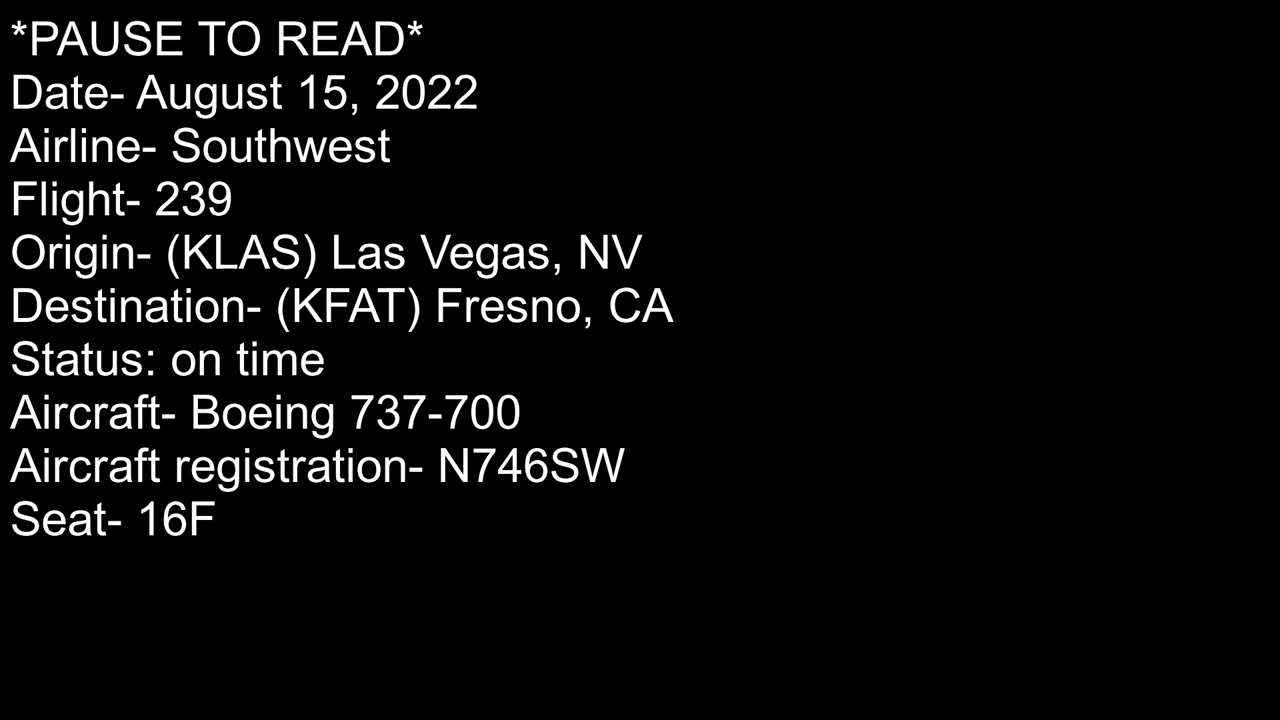 *PAUSE TO READ*
Date- August 15, 2022
Airline- Southwest
Flight- 239
Origin- (KLAS) Las Vegas, NV
Destination- (KFAT) Fresno, CA
Status: on time
Aircraft- Boeing 737-700
Aircraft registration- N746SW
Seat- 16F